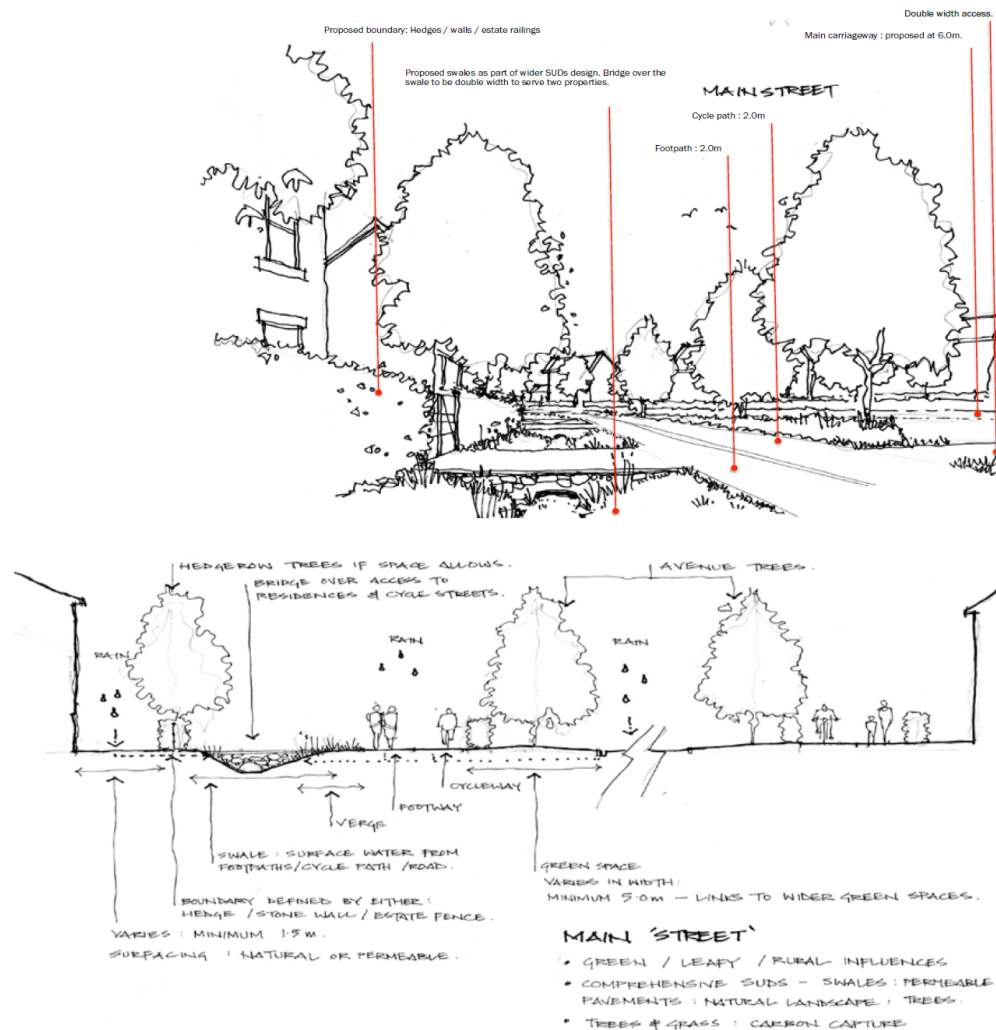 Double width access.
Proposed boundary: Hedges / walls / estate railings
Main carriageway : proposed at 6.0m.
Proposed swales as part of wider SUDs design. Bridge over the
swale to be double width to serve two properties.
MAIN STREET
Cycle path : 2.0m
Footpath : 2.0m
HEDGEROW TREES IF SPACE ALLOWS.
AVENUE TREES.
BRIDGE OVER ACCESS TO
RESIDENCES & CYCLE STREETS.
RAIN
RAIN
RAIN
CYCLEWAY
FOOTWAY
VERGE
SWALE : SURFACE WATER FROM
FOOTPATHS/CYCLE PATH /ROAD.
GREEN SPACE
VARIES IN WIDTH:
MINIMUM 5.0m — LINKS TO WIDER GREEN SPACES.
BOUNDARY DEFINED BY EITHER:
HEDGE / STONE WALL / ESTATE FENCE.
VARIES : MINIMUM 1.5 m.
SURFACING : NATURAL OR PERMEABLE.
MAIN 'STREET'
• GREEN / LEAFY / RURAL INFLUENCES
• COMPREHENSIVE SUDS - SWALES : PERMEABLE
PAVEMENTS : NATURAL LANDSCAPE : TREES.
• TREES & GRASS : CARBON CAPTURE